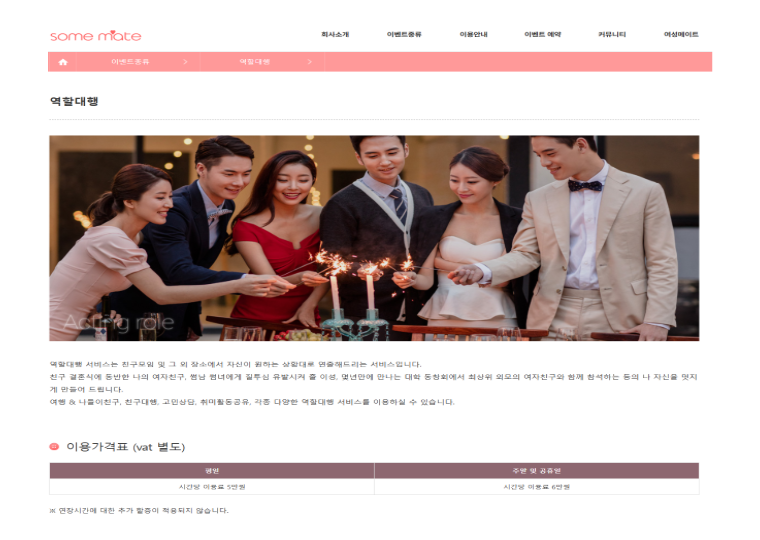 some mate
회사소개 이벤트종류 이용안내 이벤트 예약 커뮤니티 여성메이트
이벤트종류 > 역할대행 >
역할대행
Acting role
역할대행 서비스는 친구모임 및 그 외 장소에서 자신이 원하는 상황대로 연출해드리는 서비스입니다.
친구 결혼식에 동반한 나의 여자친구, 썸남 썸녀에게 질투심 유발시켜 줄 이성, 몇년만에 만나는 대학 동창회에서 최상위 외모의 여자친구와 함께 참석하는 등의 나 자신을 멋지
게 만들어 드립니다.
여행 & 나들이친구, 친구대행, 고민상담, 취미활동공유, 각종 다양한 역할대행 서비스를 이용하실 수 있습니다.
이용가격표 (vat 별도)
평일 주말 및 공휴일
시간당 이용료 5만원 시간당 이용료 6만원
※ 연장시간에 대한 추가 할증이 적용되지 않습니다.